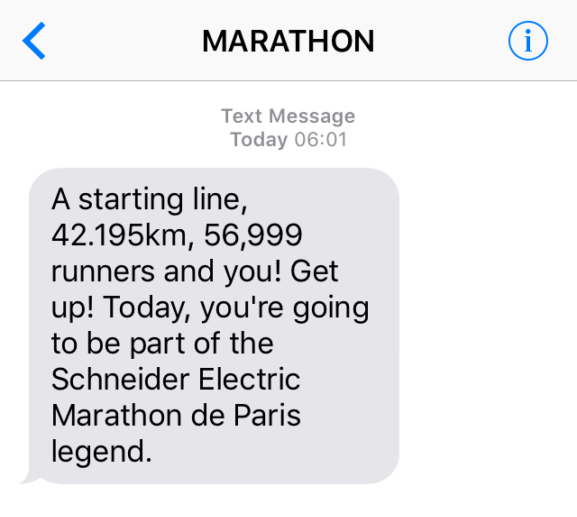 MARATHON
Text Message
Today 06:01
A starting line,
42.195km, 56,999
runners and you! Get
up! Today, you're going
to be part of the
Schneider Electric
Marathon de Paris
legend.